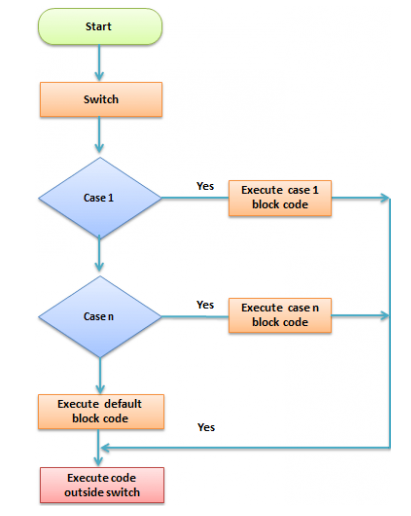 Start
Switch
Case 1
Yes
Execute case 1
block code
Case n
Yes
Execute case n
block code
Execute default
block code
Yes
Execute code
outside switch